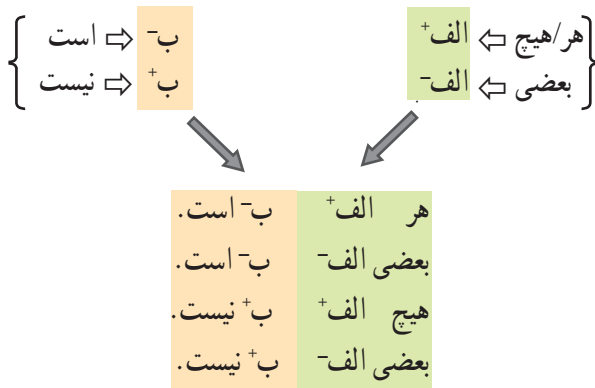 هر/هیچ ⇦ الف+
بعضی ⇦ الف−
ب− ⇨ است
ب+ ⇨ نیست
هر الف+ ب− است.
بعضی الف− ب− است.
هیچ الف+ ب+ نیست.
بعضی الف− ب+ نیست.